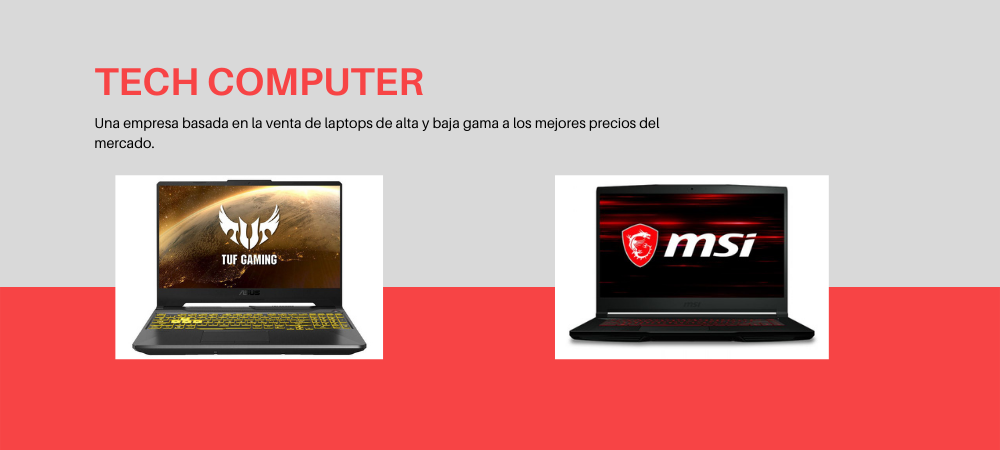 TECH COMPUTER
Una empresa basada en la venta de laptops de alta y baja gama a los mejores precios del
mercado.
TUF GAMING
msi